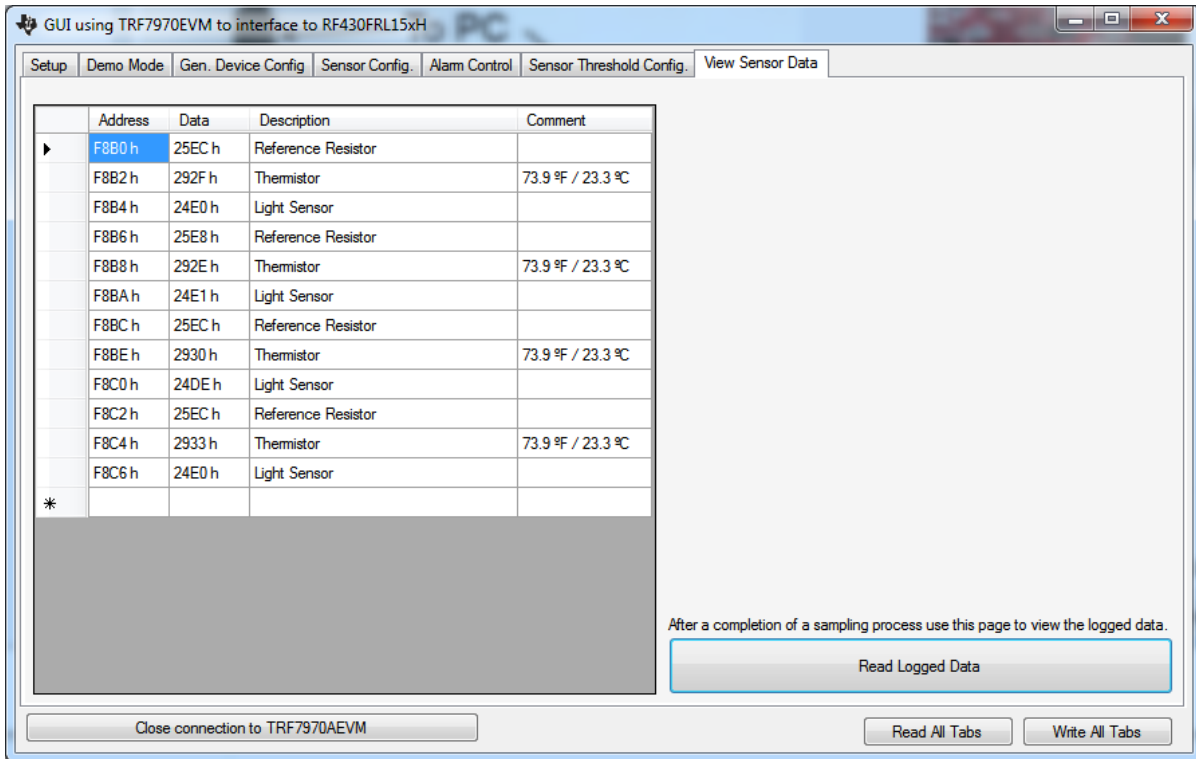 GUI using TRF7970EVM to interface to RF430FRL15xH
To PC
Setup Demo Mode Gen. Device Config Sensor Config. Alarm Control Sensor Threshold Config. View Sensor Data
Address Data Description Comment
F8B0 h 25EC h Reference Resistor
F8B2 h 292F h Thermistor 73.9 ºF / 23.3 ºC
F8B4 h 24E0 h Light Sensor
F8B6 h 25E8 h Reference Resistor
F8B8 h 292E h Thermistor 73.9 ºF / 23.3 ºC
F8BA h 24E1 h Light Sensor
F8BC h 25EC h Reference Resistor
F8BE h 2930 h Thermistor 73.9 ºF / 23.3 ºC
F8C0 h 24DE h Light Sensor
F8C2 h 25EC h Reference Resistor
F8C4 h 2933 h Thermistor 73.9 ºF / 23.3 ºC
F8C6 h 24E0 h Light Sensor
After a completion of a sampling process use this page to view the logged data.
Read Logged Data
Close connection to TRF7970AEVM
Read All Tabs
Write All Tabs